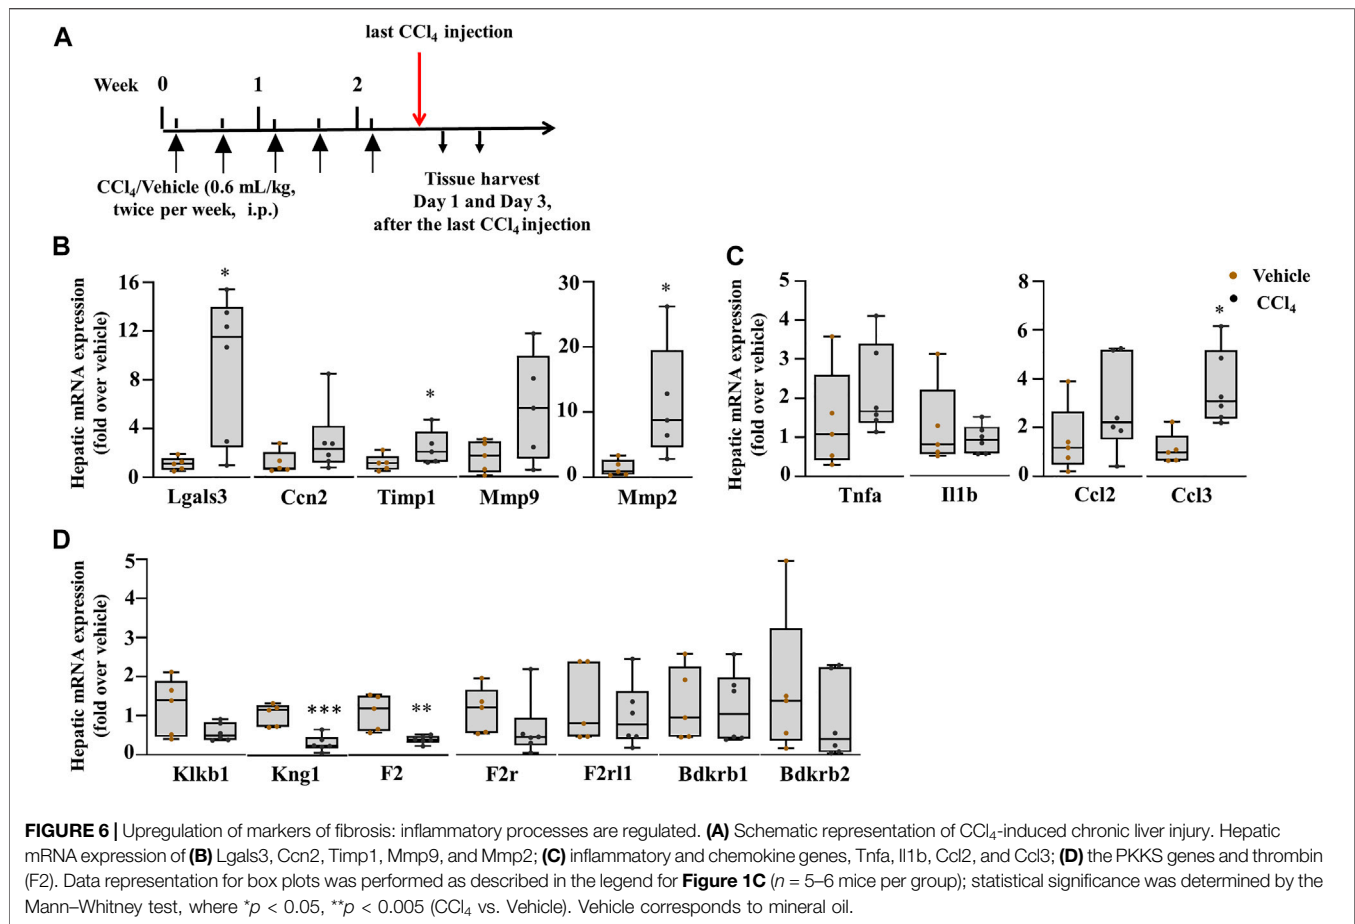 A
last CCl4 injection
Week 0 1 2
CCl4/Vehicle (0.6 mL/kg,
twice per week, i.p.)
Tissue harvest
Day 1 and Day 3,
after the last CCl4 injection
B
Hepatic mRNA expression
(fold over vehicle)
16
12
8
4
0
*
*
Lgals3 Ccn2 Timp1 Mmp9
30
20
10
0
*
Mmp2
C
Hepatic mRNA expression
(fold over vehicle)
5
4
3
2
1
0
Tnfa Il1b
8
6
4
2
0
*
Ccl2 Ccl3
Vehicle
CCl4
D
Hepatic mRNA expression
(fold over vehicle)
5
4
3
2
1
0
*** **
Klkb1 Kng1 F2 F2r F2rl1 Bdkrb1 Bdkrb2
FIGURE 6 | Upregulation of markers of fibrosis: inflammatory processes are regulated. (A) Schematic representation of CCl4-induced chronic liver injury. Hepatic
mRNA expression of (B) Lgals3, Ccn2, Timp1, Mmp9, and Mmp2; (C) inflammatory and chemokine genes, Tnfa, Il1b, Ccl2, and Ccl3; (D) the PKKS genes and thrombin
(F2). Data representation for box plots was performed as described in the legend for Figure 1C (n = 5–6 mice per group); statistical significance was determined by the
Mann–Whitney test, where *p < 0.05, **p < 0.005 (CCl4 vs. Vehicle). Vehicle corresponds to mineral oil.